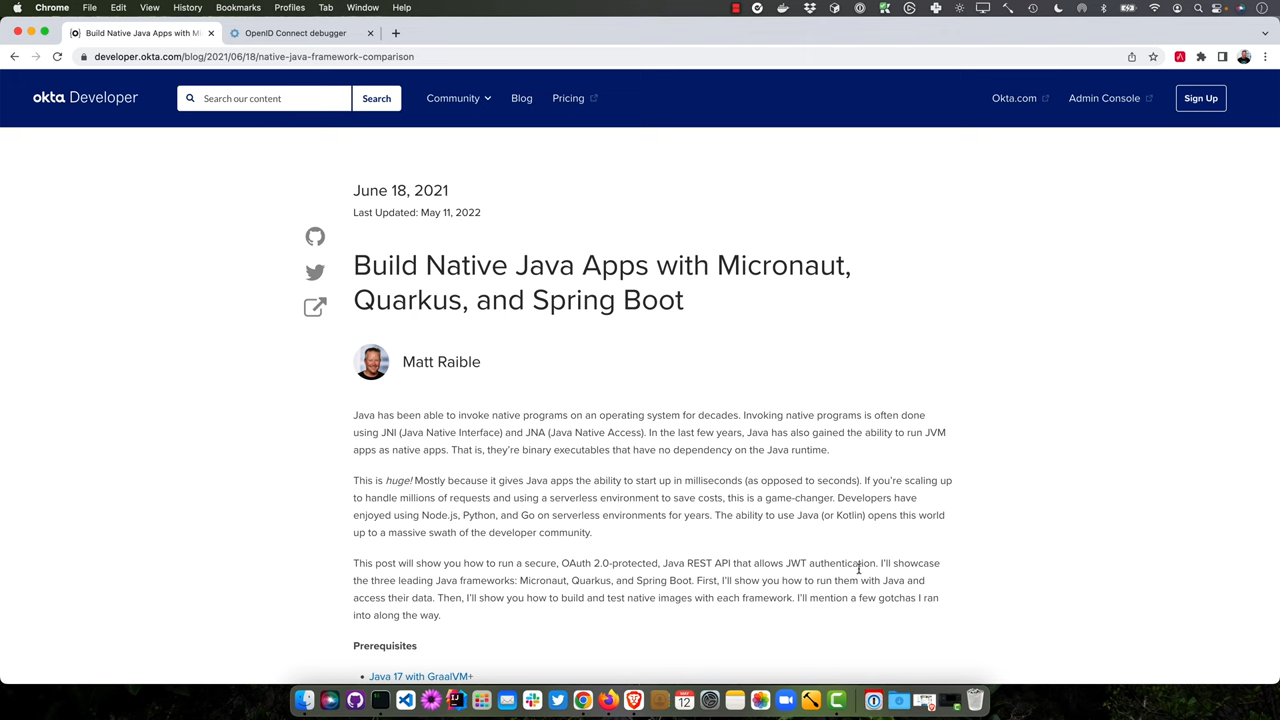 Chrome File Edit View History Bookmarks Profiles Tab Window Help
Build Native Java Apps with M
OpenID Connect debugger
developer.okta.com/blog/2021/06/18/native-java-framework-comparison
okta Developer
Search our content
Search
Community
Blog
Pricing
Okta.com
Admin Console
Sign Up
June 18, 2021
Last Updated: May 11, 2022
Build Native Java Apps with Micronaut,
Quarkus, and Spring Boot
Matt Raible
Java has been able to invoke native programs on an operating system for decades. Invoking native programs is often done
using JNI (Java Native Interface) and JNA (Java Native Access). In the last few years, Java has also gained the ability to run JVM
apps as native apps. That is, they're binary executables that have no dependency on the Java runtime.
This is huge! Mostly because it gives Java apps the ability to start up in milliseconds (as opposed to seconds). If you're scaling up
to handle millions of requests and using a serverless environment to save costs, this is a game-changer. Developers have
enjoyed using Node.js, Python, and Go on serverless environments for years. The ability to use Java (or Kotlin) opens this world
up to a massive swath of the developer community.
This post will show you how to run a secure, OAuth 2.0-protected, Java REST API that allows JWT authentication. I'll showcase
the three leading Java frameworks: Micronaut, Quarkus, and Spring Boot. First, I'll show you how to run them with Java and
access their data. Then, I'll show you how to build and test native images with each framework. I'll mention a few gotchas I ran
into along the way.
Prerequisites
• Java 17 with GraalVM+
12